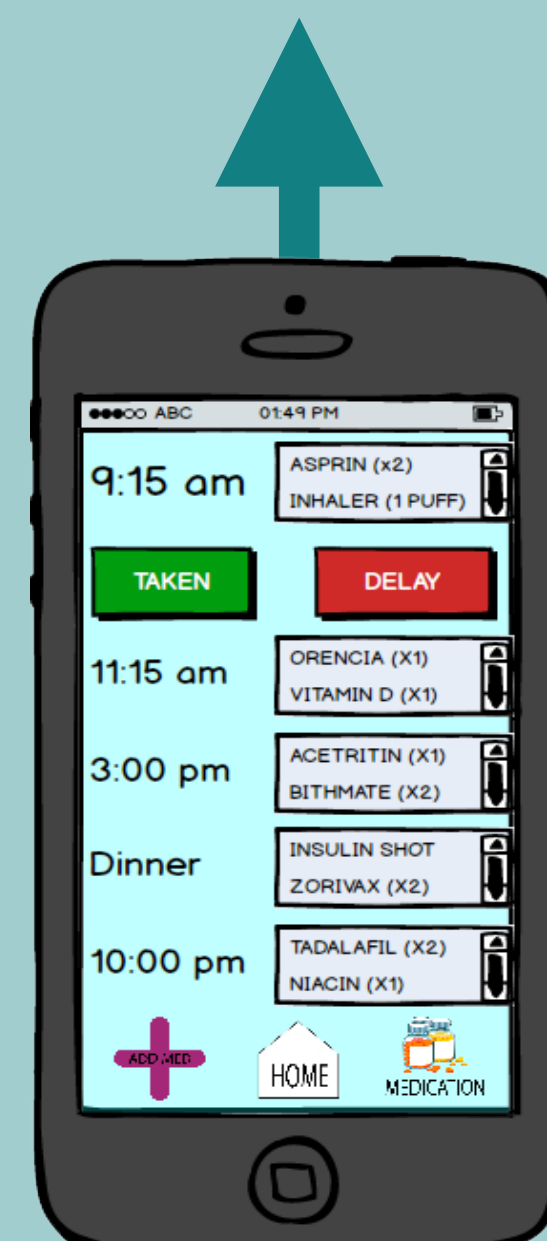 ABC 01:49 PM
9:15 am
ASPRIN (x2)
INHALER (1 PUFF)
TAKEN
DELAY
11:15 am
ORENCIA (X1)
VITAMIN D (X1)
3:00 pm
ACETRITIN (X1)
BITHMATE (X2)
Dinner
INSULIN SHOT
ZORIVAX (X2)
10:00 pm
TADALAFIL (X2)
NIACIN (X1)
ADD MED
HOME
MEDICATION